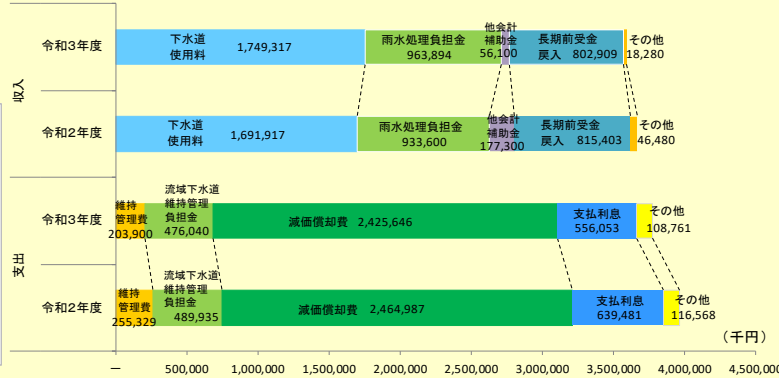 収入
令和3年度
下水道
使用料
1,749,317
雨水処理負担金
963,894
他会計
補助金
56,100
長期前受金
戻入 802,909
その他
18,280
令和2年度
下水道
使用料
1,691,917
雨水処理負担金
933,600
他会計
補助金
177,300
長期前受金
戻入 815,403
その他
46,480
支出
令和3年度
維持
管理費
203,900
流域下水道
維持管理
負担金
476,040
減価償却費 2,425,646
支払利息
556,053
その他
108,761
令和2年度
維持
管理費
255,329
流域下水道
維持管理
負担金
489,935
減価償却費 2,464,987
支払利息
639,481
その他
116,568
（千円）
－ 500,000 1,000,000 1,500,000 2,000,000 2,500,000 3,000,000 3,500,000 4,000,000 4,500,000